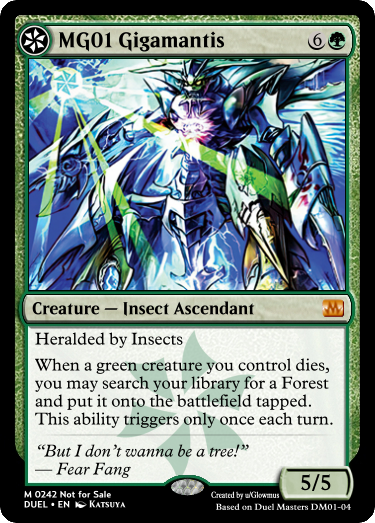 MG01 Gigamantis 6
Creature — Insect Ascendant
Heralded by Insects
When a green creature you control dies,
you may search your library for a Forest
and put it onto the battlefield tapped.
This ability triggers only once each turn.
“But I don’t wanna be a tree!”
— Fear Fang
5/5
M 0242 Not for Sale
DUEL • EN Katsuya
Created by u/Glowmus
Based on Duel Masters DM01-04